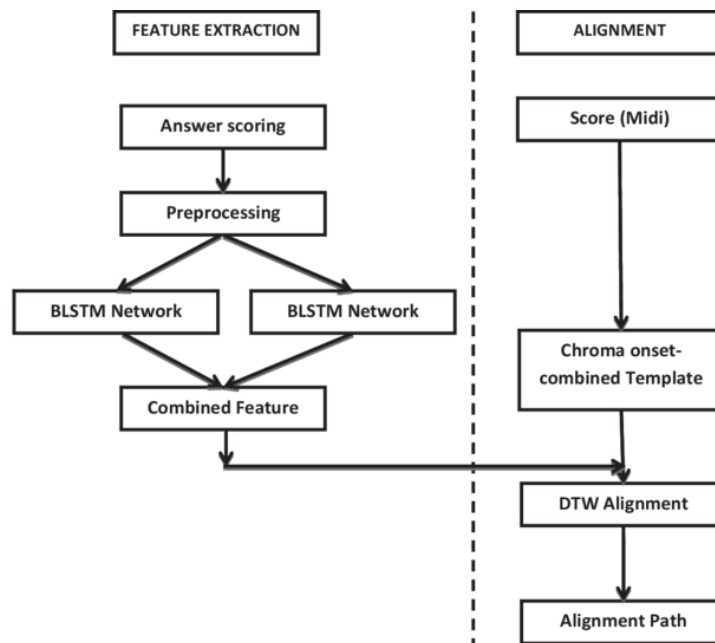 FEATURE EXTRACTION
Answer scoring
Preprocessing
BLSTM Network
BLSTM Network
Combined Feature
ALIGNMENT
Score (Midi)
Chroma onset-
combined Template
DTW Alignment
Alignment Path